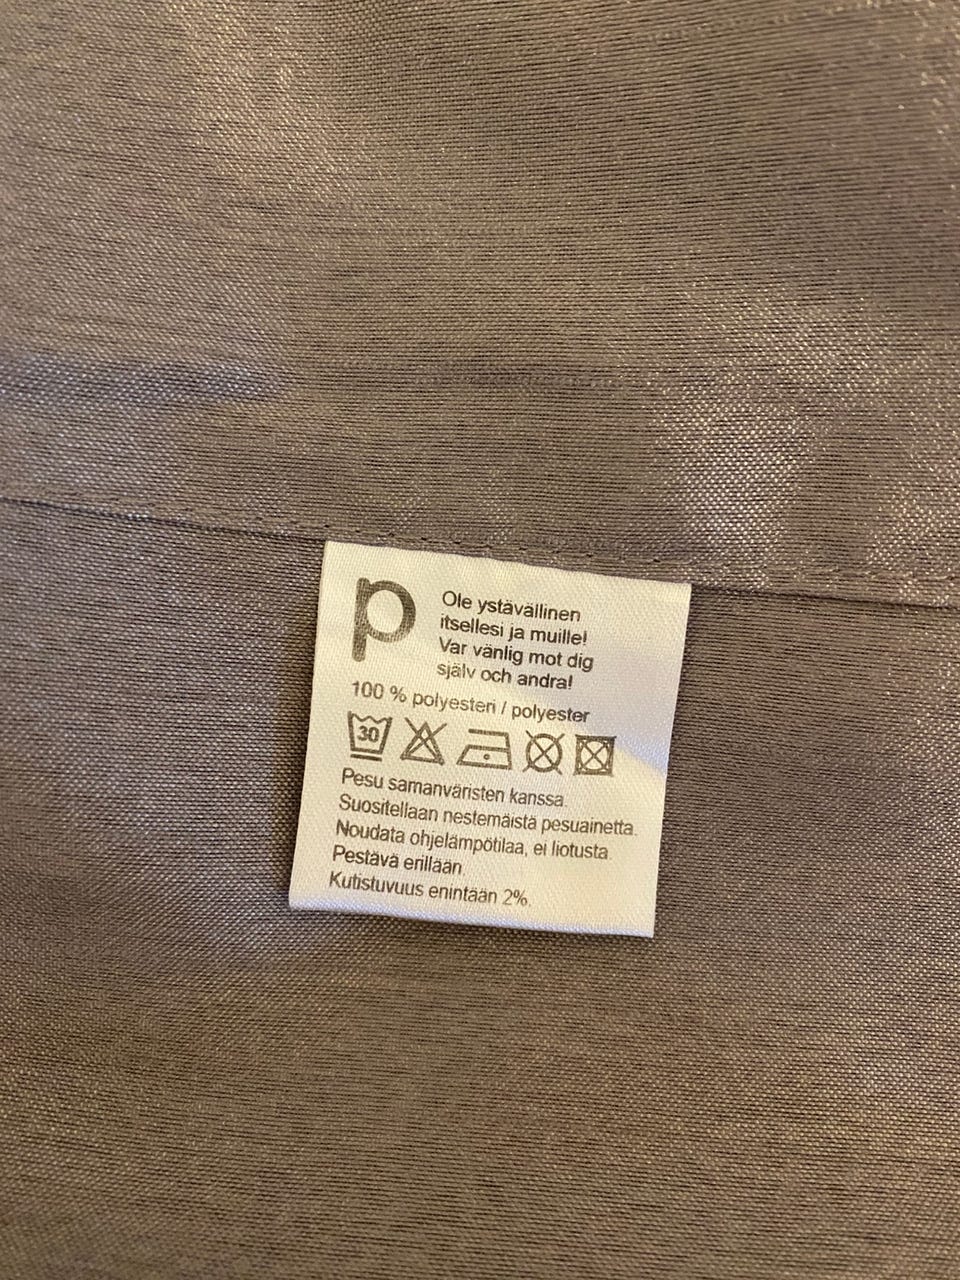 p
Ole ystävällinen
itsellesi ja muille!
Var vänlig mot dig
själv och andra!
100 % polyesteri / polyester
30
Pesu samanväristen kanssa.
Suositellaan nestemäistä pesuainetta.
Noudata ohjelämpötilaa, ei liotusta.
Pestävä erillään.
Kutistuvuus enintään 2%.